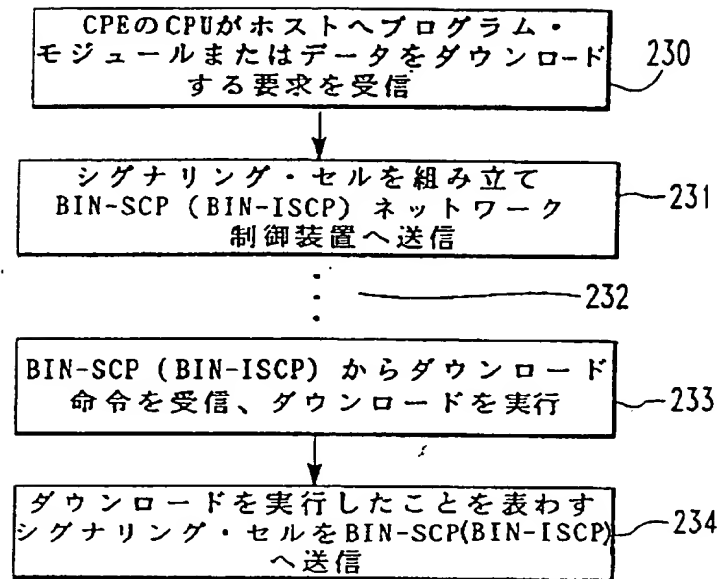 CPEのCPUがホストへプログラム・
モジュールまたはデータをダウンロード
する要求を受信
230
シグナリング・セルを組み立て
BIN-SCP (BIN-ISCP) ネットワーク
制御装置へ送信
231
232
BIN-SCP (BIN-ISCP) からダウンロード
命令を受信、ダウンロードを実行
233
ダウンロードを実行したことを表わす
シグナリング・セルをBIN-SCP(BIN-ISCP)
へ送信
234